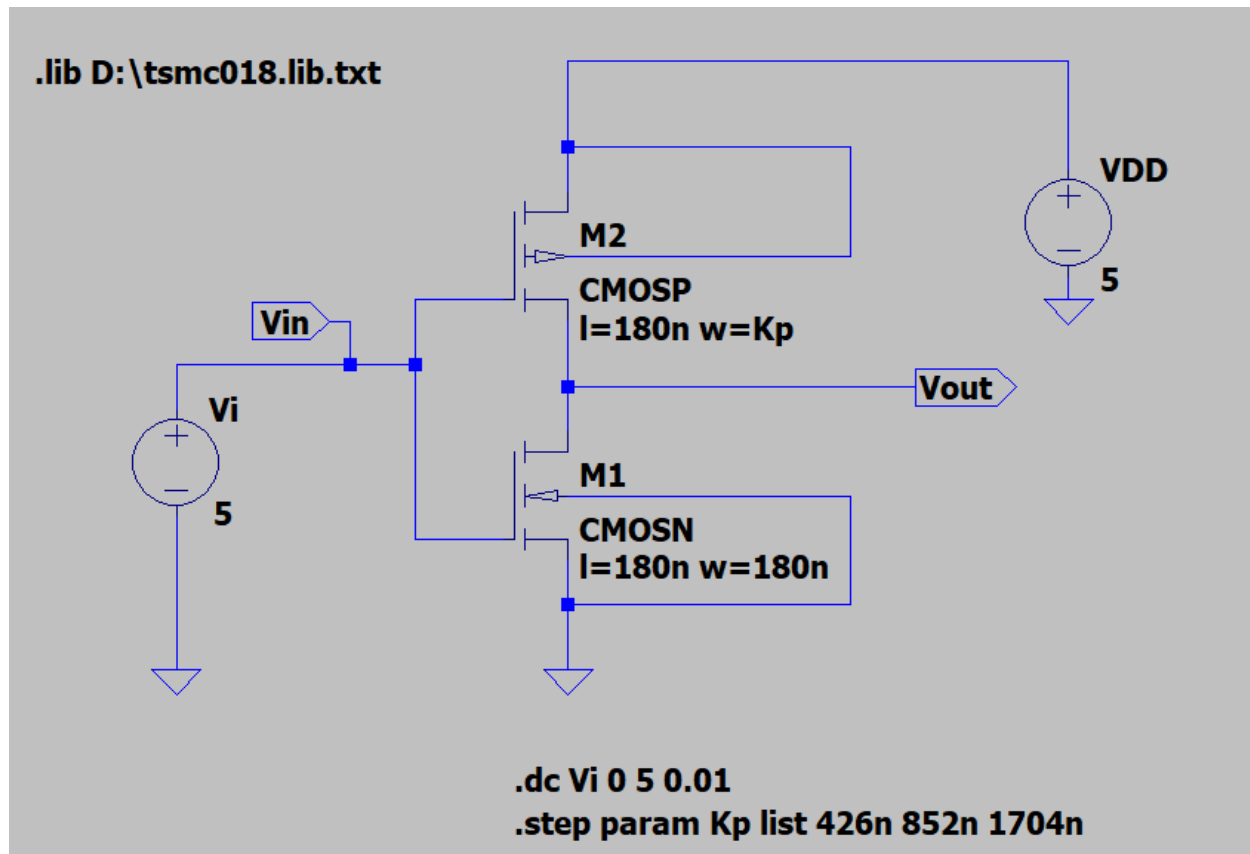 .lib D:\tsmc018.lib.txt
VDD
M2
5
CMOSP
l=180n w=Kp
Vin
Vout
Vi
M1
5
CMOSN
l=180n w=180n
.dc Vi 0 5 0.01
.step param Kp list 426n 852n 1704n